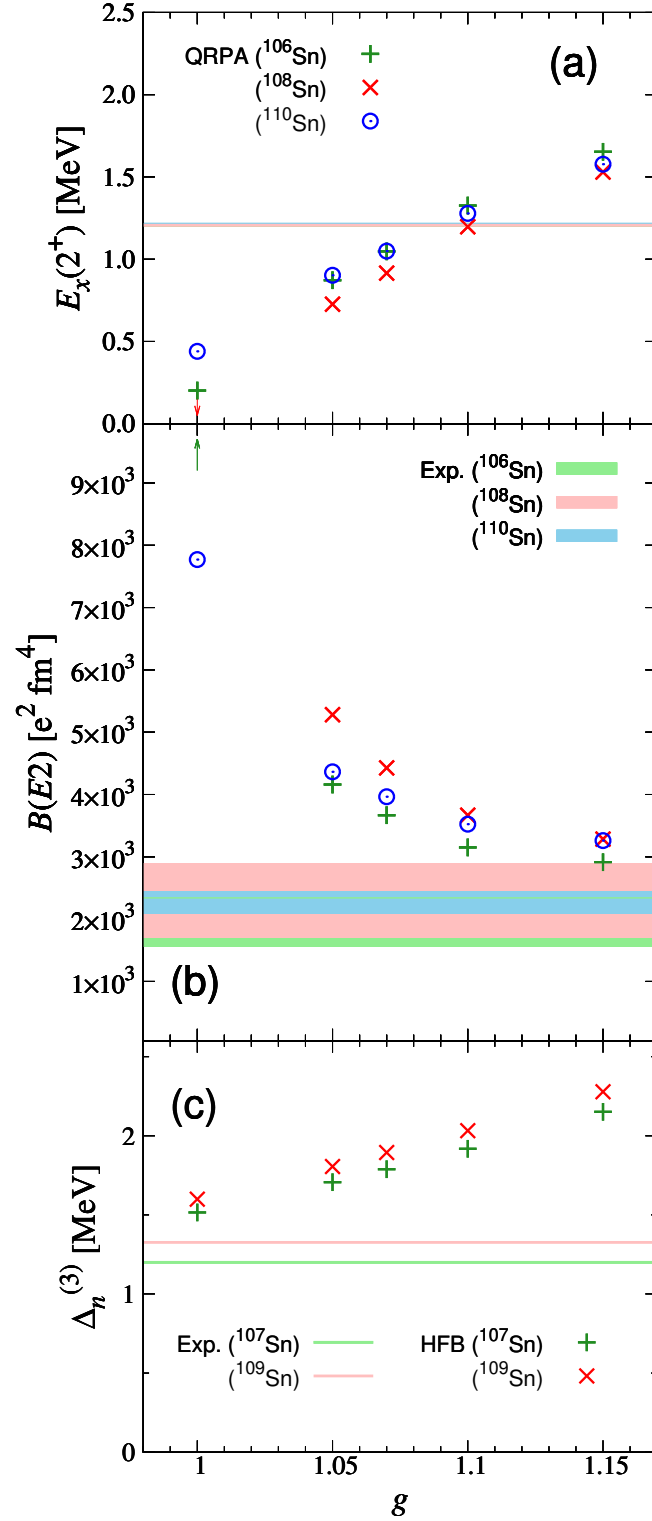 2.5
QRPA (¹⁰⁶Sn)
(¹⁰⁸Sn)
(¹¹⁰Sn)
(a)
2.0
1.5
1.0
0.5
0.0
Eₓ(2⁺) [MeV]
Exp. (¹⁰⁶Sn)
(¹⁰⁸Sn)
(¹¹⁰Sn)
9×10³
8×10³
7×10³
6×10³
5×10³
4×10³
3×10³
2×10³
1×10³
B(E2) [e² fm⁴]
(b)
(c)
2
1
0
Δₙ⁽³⁾ [MeV]
Exp. (¹⁰⁷Sn)
(¹⁰⁹Sn)
HFB (¹⁰⁷Sn)
(¹⁰⁹Sn)
1 1.05 1.1 1.15
g